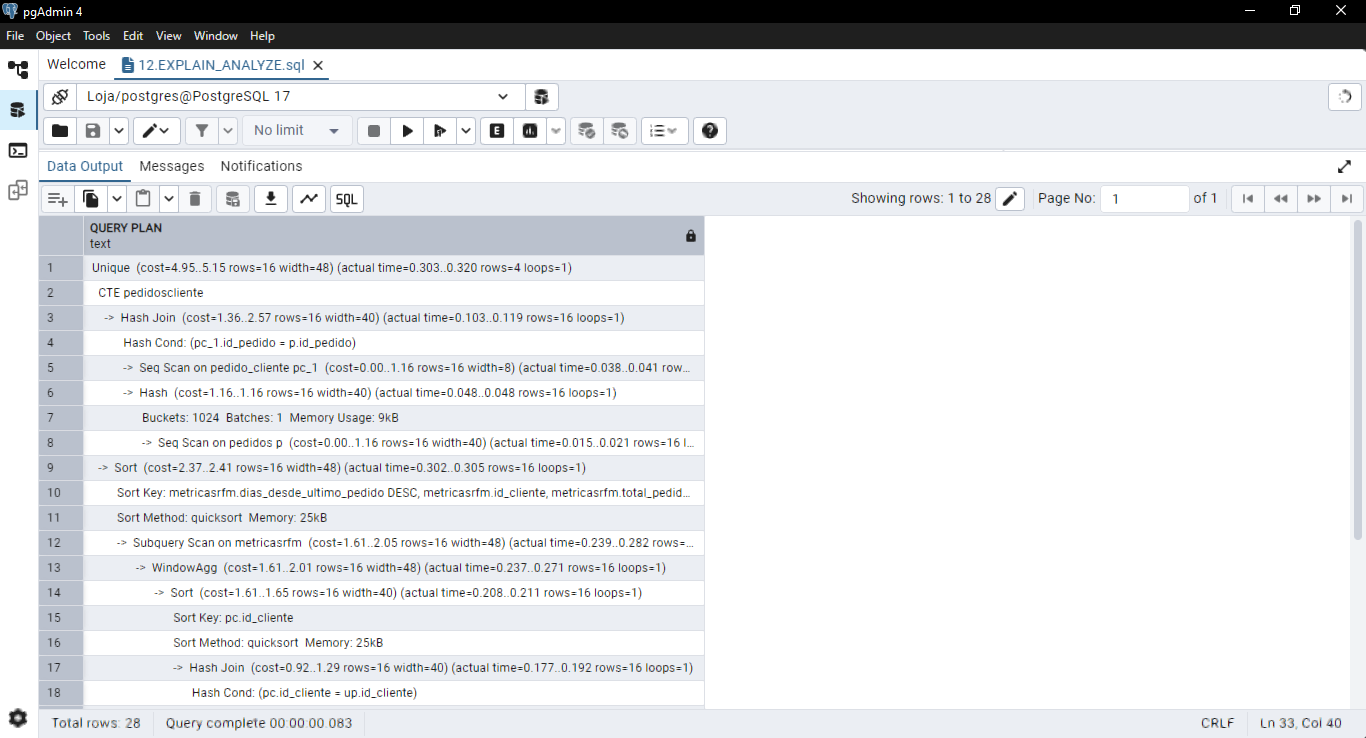 pgAdmin 4
File Object Tools Edit View Window Help
Welcome 12.EXPLAIN_ANALYZE.sql
Loja/postgres@PostgreSQL 17
No limit E
Data Output Messages Notifications
SQL Showing rows: 1 to 28 Page No: 1 of 1
QUERY PLAN
text
1 Unique (cost=4.95..5.15 rows=16 width=48) (actual time=0.303..0.320 rows=4 loops=1)
2 CTE pedidoscliente
3 -> Hash Join (cost=1.36..2.57 rows=16 width=40) (actual time=0.103..0.119 rows=16 loops=1)
4 Hash Cond: (pc_1.id_pedido = p.id_pedido)
5 -> Seq Scan on pedido_cliente pc_1 (cost=0.00..1.16 rows=16 width=8) (actual time=0.038..0.041 row...
6 -> Hash (cost=1.16..1.16 rows=16 width=40) (actual time=0.048..0.048 rows=16 loops=1)
7 Buckets: 1024 Batches: 1 Memory Usage: 9kB
8 -> Seq Scan on pedidos p (cost=0.00..1.16 rows=16 width=40) (actual time=0.015..0.021 rows=16 l...
9 -> Sort (cost=2.37..2.41 rows=16 width=48) (actual time=0.302..0.305 rows=16 loops=1)
10 Sort Key: metricasrfm.dias_desde_ultimo_pedido DESC, metricasrfm.id_cliente, metricasrfm.total_pedid...
11 Sort Method: quicksort Memory: 25kB
12 -> Subquery Scan on metricasrfm (cost=1.61..2.05 rows=16 width=48) (actual time=0.239..0.282 rows=...
13 -> WindowAgg (cost=1.61..2.01 rows=16 width=48) (actual time=0.237..0.271 rows=16 loops=1)
14 -> Sort (cost=1.61..1.65 rows=16 width=40) (actual time=0.208..0.211 rows=16 loops=1)
15 Sort Key: pc.id_cliente
16 Sort Method: quicksort Memory: 25kB
17 -> Hash Join (cost=0.92..1.29 rows=16 width=40) (actual time=0.177..0.192 rows=16 loops=1)
18 Hash Cond: (pc.id_cliente = up.id_cliente)
Total rows: 28 Query complete 00:00:00.083 CRLF Ln 33, Col 40